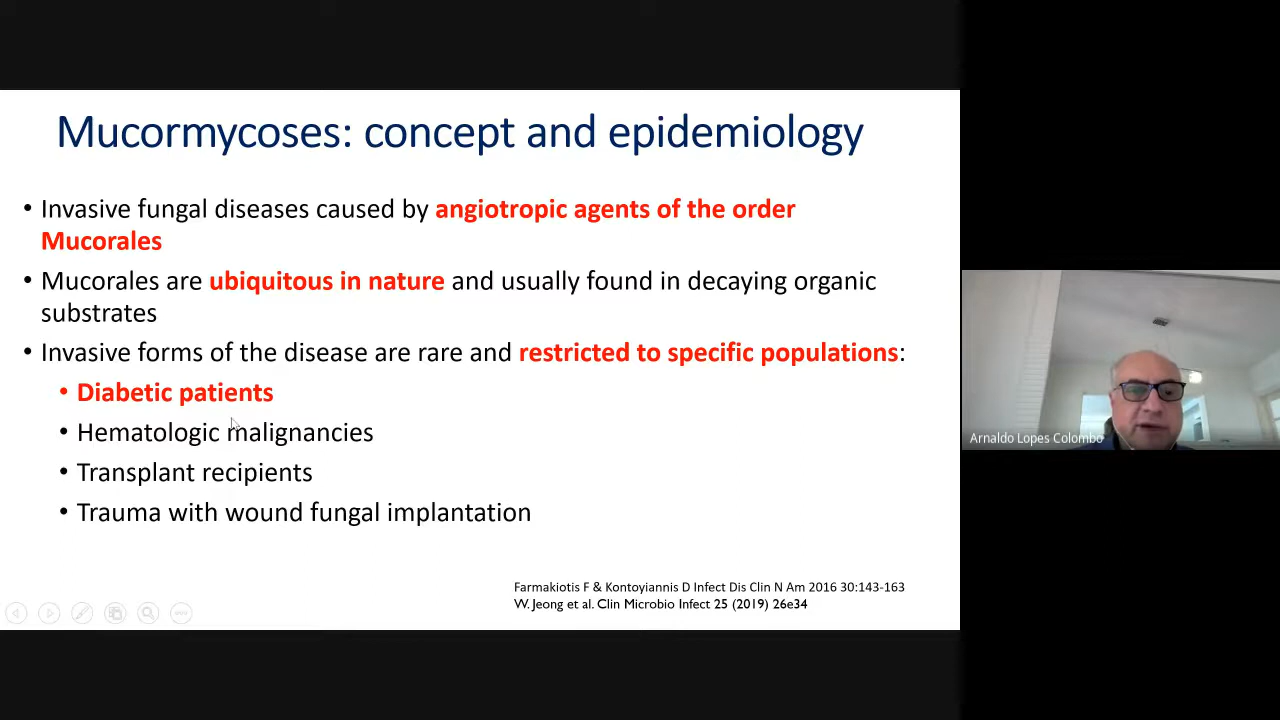 Mucormycoses: concept and epidemiology
• Invasive fungal diseases caused by angiotropic agents of the order
Mucorales
• Mucorales are ubiquitous in nature and usually found in decaying organic
substrates
• Invasive forms of the disease are rare and restricted to specific populations:
• Diabetic patients
• Hematologic malignancies
• Transplant recipients
• Trauma with wound fungal implantation
Farmakiotis F & Kontoyiannis D Infect Dis Clin N Am 2016 30:143-163
W. Jeong et al. Clin Microbio Infect 25 (2019) 26e34
Arnaldo Lopes Colombo